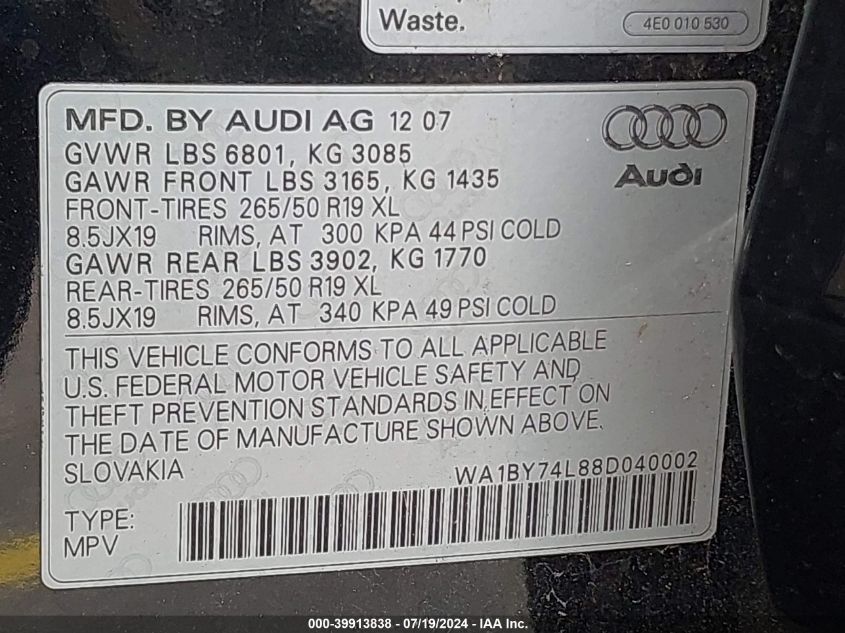 Waste.
4E0 010 530
MFD. BY AUDI AG 12 07
GVWR LBS 6801, KG 3085
GAWR FRONT LBS 3165, KG 1435
FRONT-TIRES 265/50 R19 XL
8.5JX19 RIMS, AT 300 KPA 44 PSI COLD
GAWR REAR LBS 3902, KG 1770
REAR-TIRES 265/50 R19 XL
8.5JX19 RIMS, AT 340 KPA 49 PSI COLD
Audi
THIS VEHICLE CONFORMS TO ALL APPLICABLE
U.S. FEDERAL MOTOR VEHICLE SAFETY AND
THEFT PREVENTION STANDARDS IN EFFECT ON
THE DATE OF MANUFACTURE SHOWN ABOVE.
SLOVAKIA WA1BY74L88D040002
TYPE:
MPV
000-39913838 - 07/19/2024 - IAA Inc.